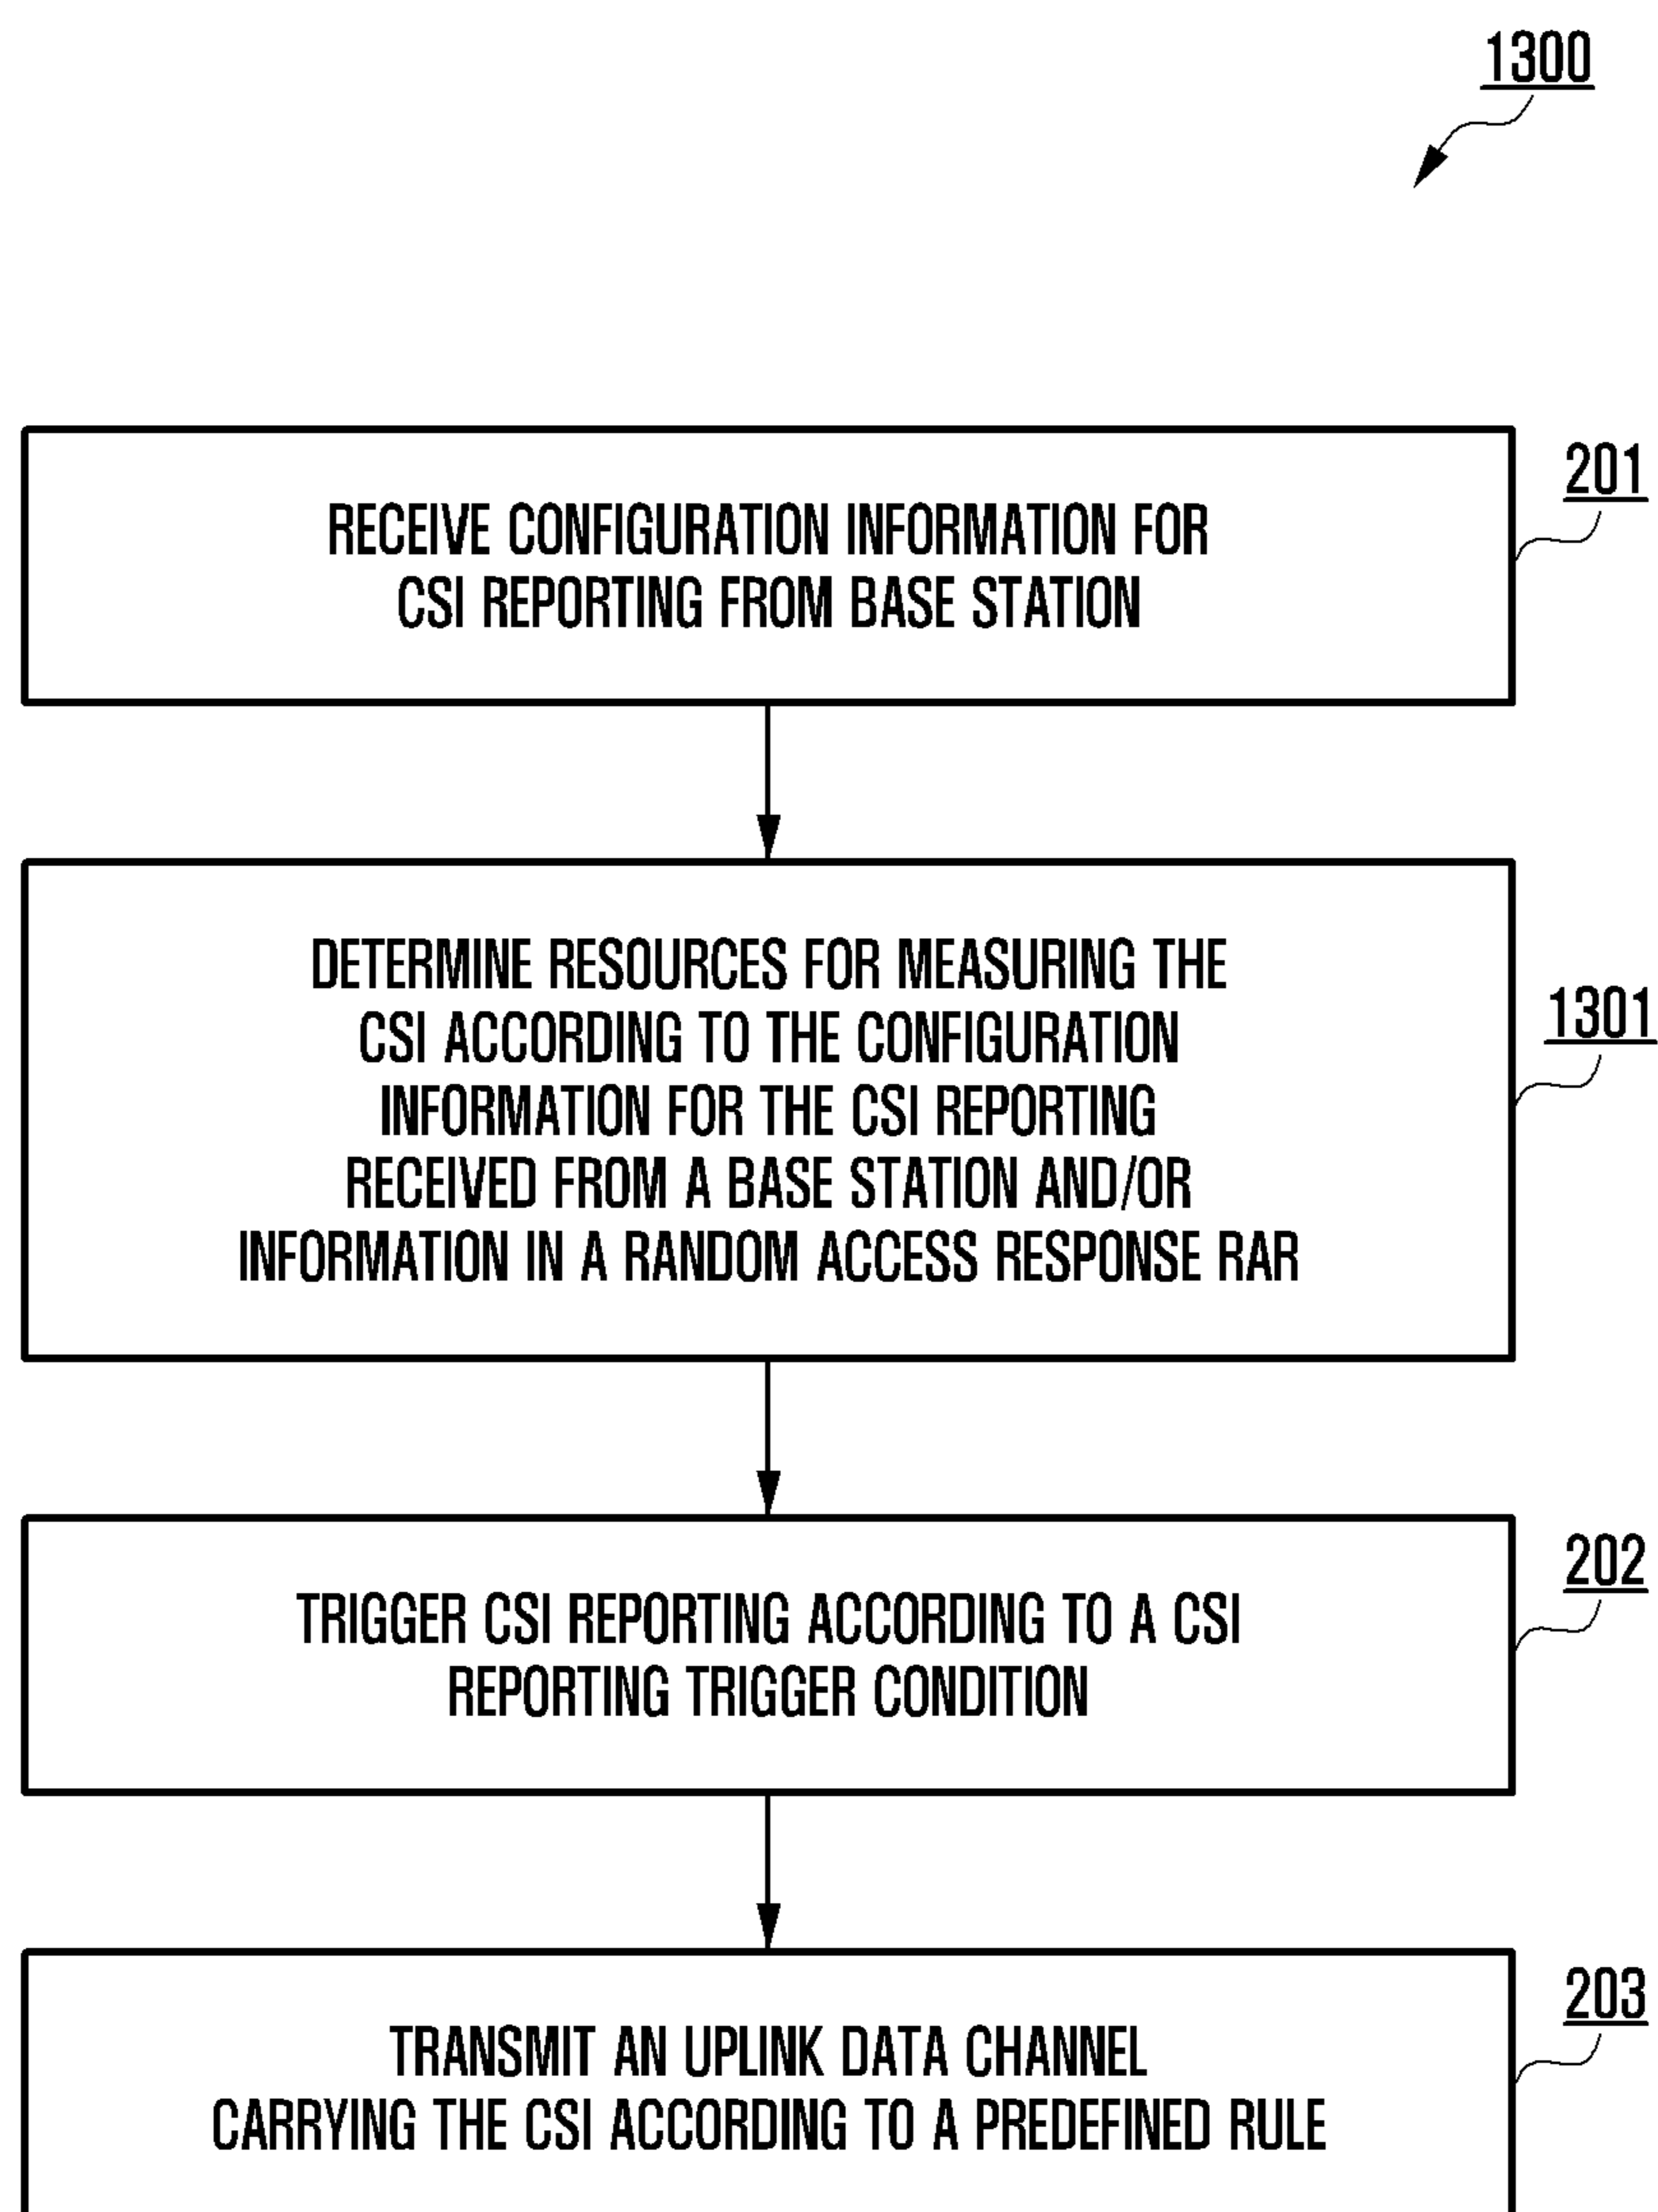 1300
201
RECEIVE CONFIGURATION INFORMATION FOR
CSI REPORTING FROM BASE STATION
1301
DETERMINE RESOURCES FOR MEASURING THE
CSI ACCORDING TO THE CONFIGURATION
INFORMATION FOR THE CSI REPORTING
RECEIVED FROM A BASE STATION AND/OR
INFORMATION IN A RANDOM ACCESS RESPONSE RAR
202
TRIGGER CSI REPORTING ACCORDING TO A CSI
REPORTING TRIGGER CONDITION
203
TRANSMIT AN UPLINK DATA CHANNEL
CARRYING THE CSI ACCORDING TO A PREDEFINED RULE